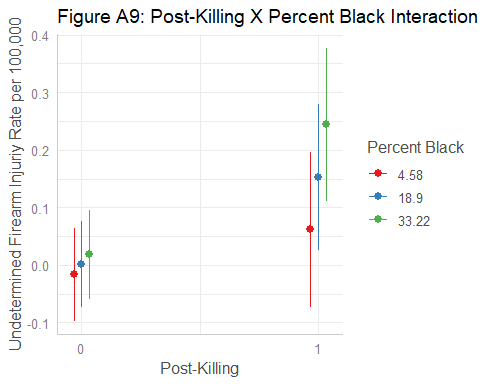 Figure A9: Post-Killing X Percent Black Interaction
Undetermined Firearm Injuriy Rate per 100,000
0.4
0.3
0.2
0.1
0.0
-0.1
0
1
Post-Killing
Percent Black
4.58
18.9
33.22